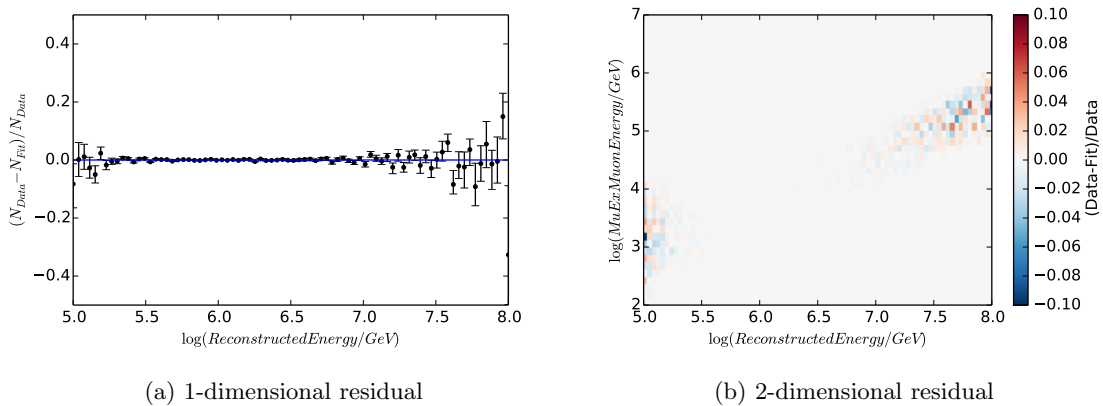 0.4
0.2
0.0
−0.2
−0.4
(N_Data−N_Fit)/N_Data
5.0 5.5 6.0 6.5 7.0 7.5 8.0
log(ReconstructedEnergy/GeV)
(a) 1-dimensional residual
7
6
5
4
3
2
log(MuExMuonEnergy/GeV)
5.0 5.5 6.0 6.5 7.0 7.5 8.0
log(ReconstructedEnergy/GeV)
0.10
0.08
0.06
0.04
0.02
0.00
−0.02
−0.04
−0.06
−0.08
−0.10
(Data-Fit)/Data
(b) 2-dimensional residual